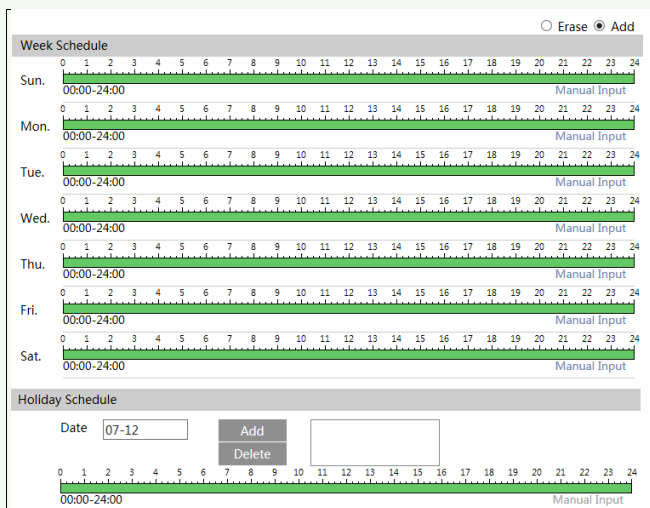 Erase Add
Week Schedule
0 1 2 3 4 5 6 7 8 9 10 11 12 13 14 15 16 17 18 19 20 21 22 23 24
Sun.
00:00-24:00 Manual Input
0 1 2 3 4 5 6 7 8 9 10 11 12 13 14 15 16 17 18 19 20 21 22 23 24
Mon.
00:00-24:00 Manual Input
0 1 2 3 4 5 6 7 8 9 10 11 12 13 14 15 16 17 18 19 20 21 22 23 24
Tue.
00:00-24:00 Manual Input
0 1 2 3 4 5 6 7 8 9 10 11 12 13 14 15 16 17 18 19 20 21 22 23 24
Wed.
00:00-24:00 Manual Input
0 1 2 3 4 5 6 7 8 9 10 11 12 13 14 15 16 17 18 19 20 21 22 23 24
Thu.
00:00-24:00 Manual Input
0 1 2 3 4 5 6 7 8 9 10 11 12 13 14 15 16 17 18 19 20 21 22 23 24
Fri.
00:00-24:00 Manual Input
0 1 2 3 4 5 6 7 8 9 10 11 12 13 14 15 16 17 18 19 20 21 22 23 24
Sat.
00:00-24:00 Manual Input
Holiday Schedule
Date 07-12 Add
Delete
0 1 2 3 4 5 6 7 8 9 10 11 12 13 14 15 16 17 18 19 20 21 22 23 24
00:00-24:00 Manual Input